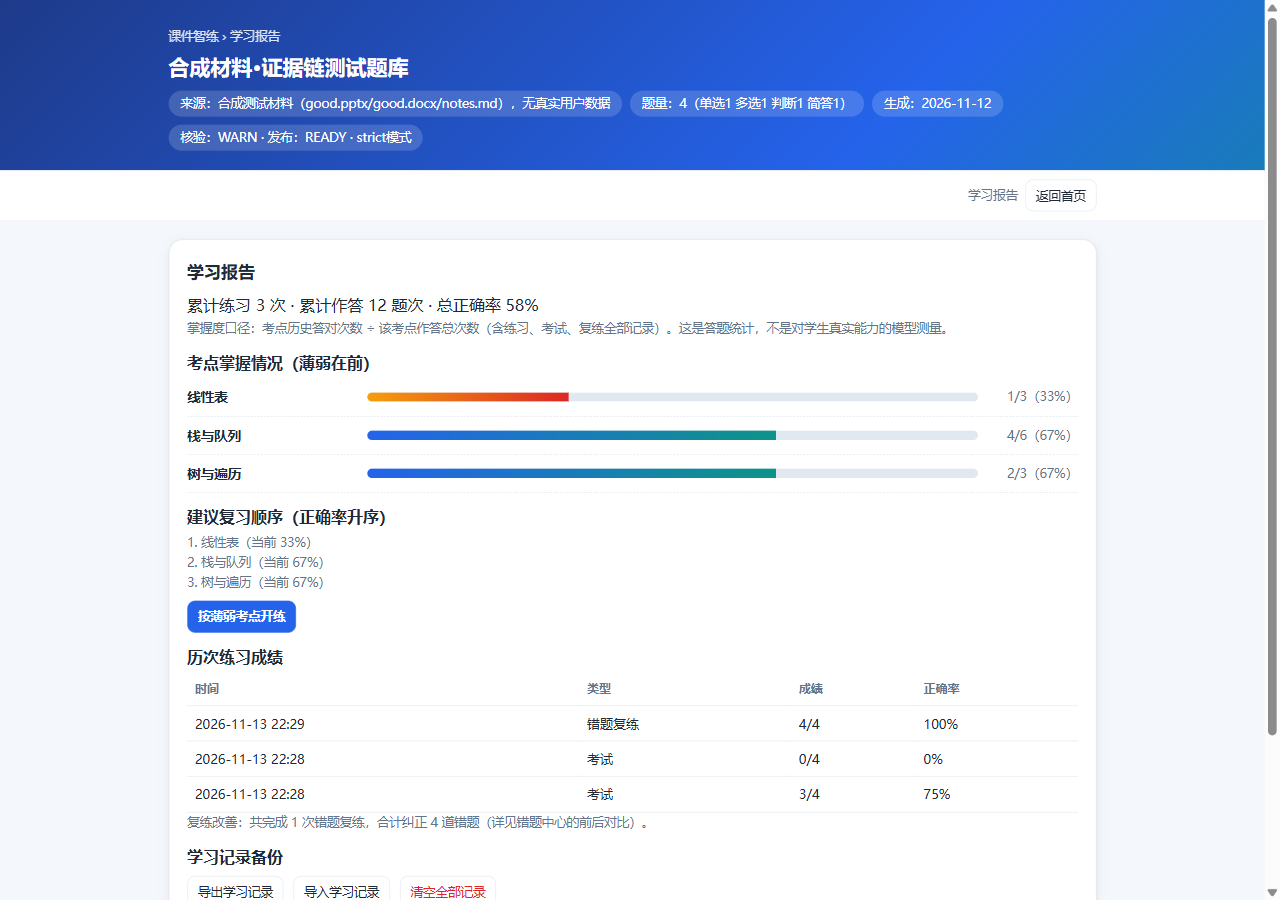 课件智练 › 学习报告
合成材料·证据链测试题库
来源：合成测试材料（good.pptx/good.docx/notes.md），无真实用户数据
题量：4（单选1 多选1 判断1 简答1）
生成：2026-11-12
核验：WARN · 发布：READY · strict模式
学习报告 返回首页
学习报告
累计练习 3 次 · 累计作答 12 题次 · 总正确率 58%
掌握度口径：考点历史答对次数 ÷ 该考点作答总次数（含练习、考试、复练全部记录）。这是答题统计，不是对学生真实能力的模型测量。
考点掌握情况（薄弱在前）
线性表 1/3（33%）
栈与队列 4/6（67%）
树与遍历 2/3（67%）
建议复习顺序（正确率升序）
1. 线性表（当前 33%）
2. 栈与队列（当前 67%）
3. 树与遍历（当前 67%）
按薄弱考点开练
历次练习成绩
时间 类型 成绩 正确率
2026-11-13 22:29 错题复练 4/4 100%
2026-11-13 22:28 考试 0/4 0%
2026-11-13 22:28 考试 3/4 75%
复练改善：共完成 1 次错题复练，合计纠正 4 道错题（详见错题中心的前后对比）。
学习记录备份
导出学习记录 导入学习记录 清空全部记录